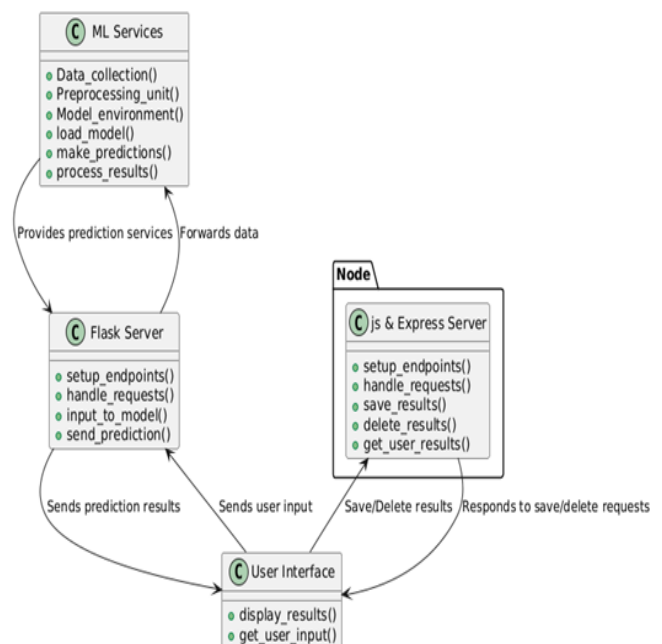 C ML Services
Data_collection()
Preprocessing_unit()
Model_environment()
load_model()
make_predictions()
process_results()
Provides prediction services
Forwards data
Node
C Flask Server
setup_endpoints()
handle_requests()
input_to_model()
send_prediction()
C js & Express Server
setup_endpoints()
handle_requests()
save_results()
delete_results()
get_user_results()
Sends prediction results
Sends user input
Save/Delete results
Responds to save/delete requests
C User Interface
display_results()
get_user_input()